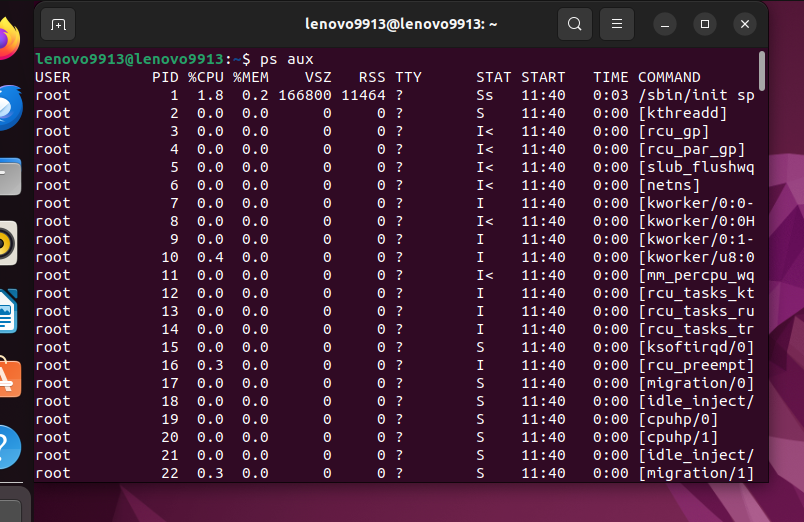 lenovo9913@lenovo9913: ~
lenovo9913@lenovo9913:~$ ps aux
USER PID %CPU %MEM VSZ RSS TTY STAT START TIME COMMAND
root 1 1.8 0.2 166800 11464 ? Ss 11:40 0:03 /sbin/init sp
root 2 0.0 0.0 0 0 ? S 11:40 0:00 [kthreadd]
root 3 0.0 0.0 0 0 ? I< 11:40 0:00 [rcu_gp]
root 4 0.0 0.0 0 0 ? I< 11:40 0:00 [rcu_par_gp]
root 5 0.0 0.0 0 0 ? I< 11:40 0:00 [slub_flushwq
root 6 0.0 0.0 0 0 ? I< 11:40 0:00 [netns]
root 7 0.0 0.0 0 0 ? I 11:40 0:00 [kworker/0:0-
root 8 0.0 0.0 0 0 ? I< 11:40 0:00 [kworker/0:0H
root 9 0.0 0.0 0 0 ? I 11:40 0:00 [kworker/0:1-
root 10 0.4 0.0 0 0 ? I 11:40 0:00 [kworker/u8:0
root 11 0.0 0.0 0 0 ? I< 11:40 0:00 [mm_percpu_wq
root 12 0.0 0.0 0 0 ? I 11:40 0:00 [rcu_tasks_kt
root 13 0.0 0.0 0 0 ? I 11:40 0:00 [rcu_tasks_ru
root 14 0.0 0.0 0 0 ? I 11:40 0:00 [rcu_tasks_tr
root 15 0.0 0.0 0 0 ? S 11:40 0:00 [ksoftirqd/0]
root 16 0.3 0.0 0 0 ? I 11:40 0:00 [rcu_preempt]
root 17 0.0 0.0 0 0 ? S 11:40 0:00 [migration/0]
root 18 0.0 0.0 0 0 ? S 11:40 0:00 [idle_inject/
root 19 0.0 0.0 0 0 ? S 11:40 0:00 [cpuhp/0]
root 20 0.0 0.0 0 0 ? S 11:40 0:00 [cpuhp/1]
root 21 0.0 0.0 0 0 ? S 11:40 0:00 [idle_inject/
root 22 0.3 0.0 0 0 ? S 11:40 0:00 [migration/1]